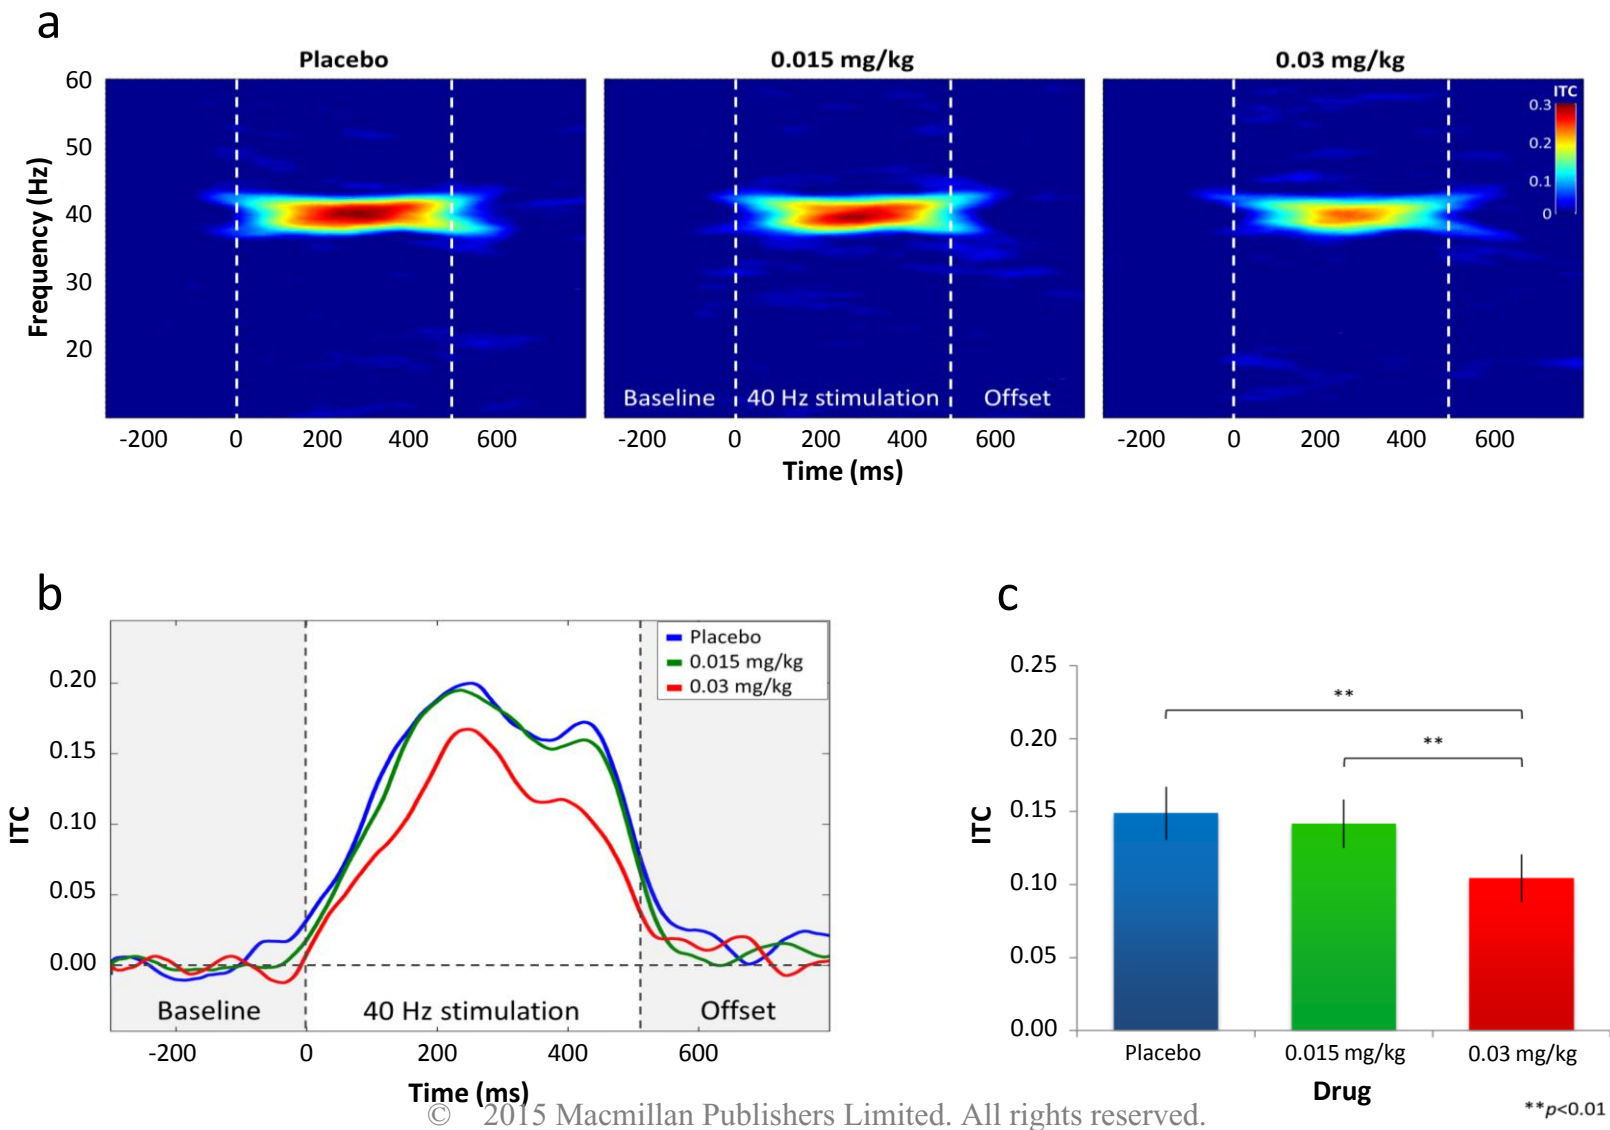 a
Placebo
0.015 mg/kg
0.03 mg/kg
Frequency (Hz)
60
50
40
30
20
ITC
0.3
0.2
0.1
0
Baseline
40 Hz stimulation
Offset
-200 0 200 400 600
-200 0 200 400 600
-200 0 200 400 600
Time (ms)
b
ITC
0.20
0.15
0.10
0.05
0.00
Placebo
0.015 mg/kg
0.03 mg/kg
Baseline
40 Hz stimulation
Offset
-200 0 200 400 600
Time (ms)
c
ITC
0.25
0.20
0.15
0.10
0.05
0.00
**
**
Placebo
0.015 mg/kg
0.03 mg/kg
Drug
**p<0.01
© 2015 Macmillan Publishers Limited. All rights reserved.